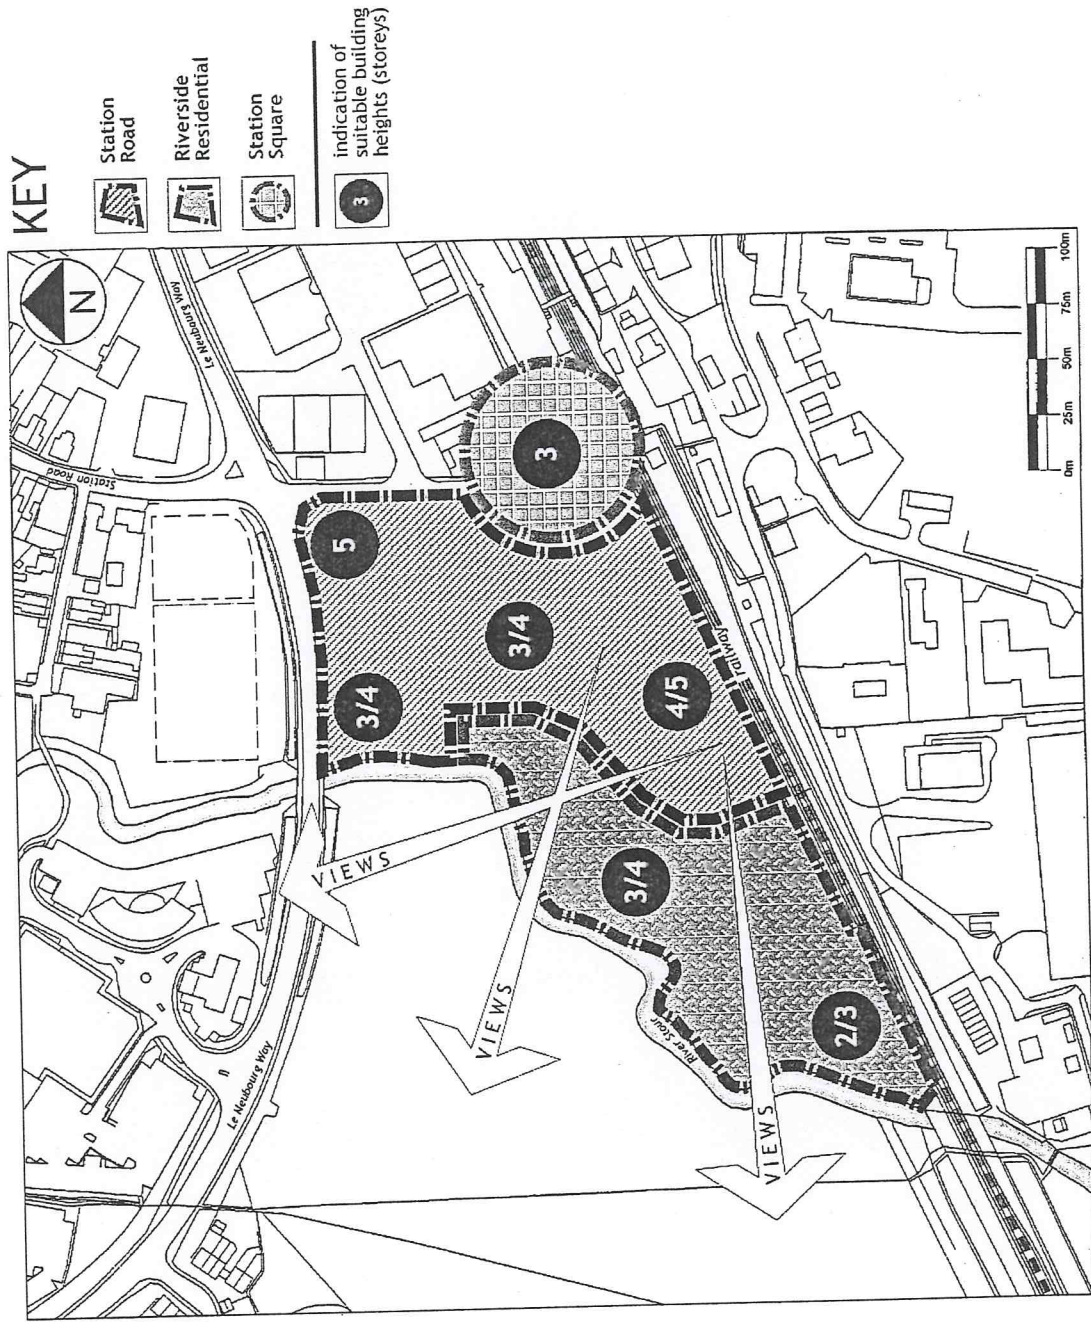 KEY
Station
Road
Riverside
Residential
Station
Square
3
indication of
suitable building
heights (storeys)
N
Station Road
Le Neubourg Way
Le Neubourg Way
5
3/4
3/4
4/5
3
3/4
2/3
VIEWS
VIEWS
VIEWS
River Stour
railway
0m
25m
50m
75m
100m